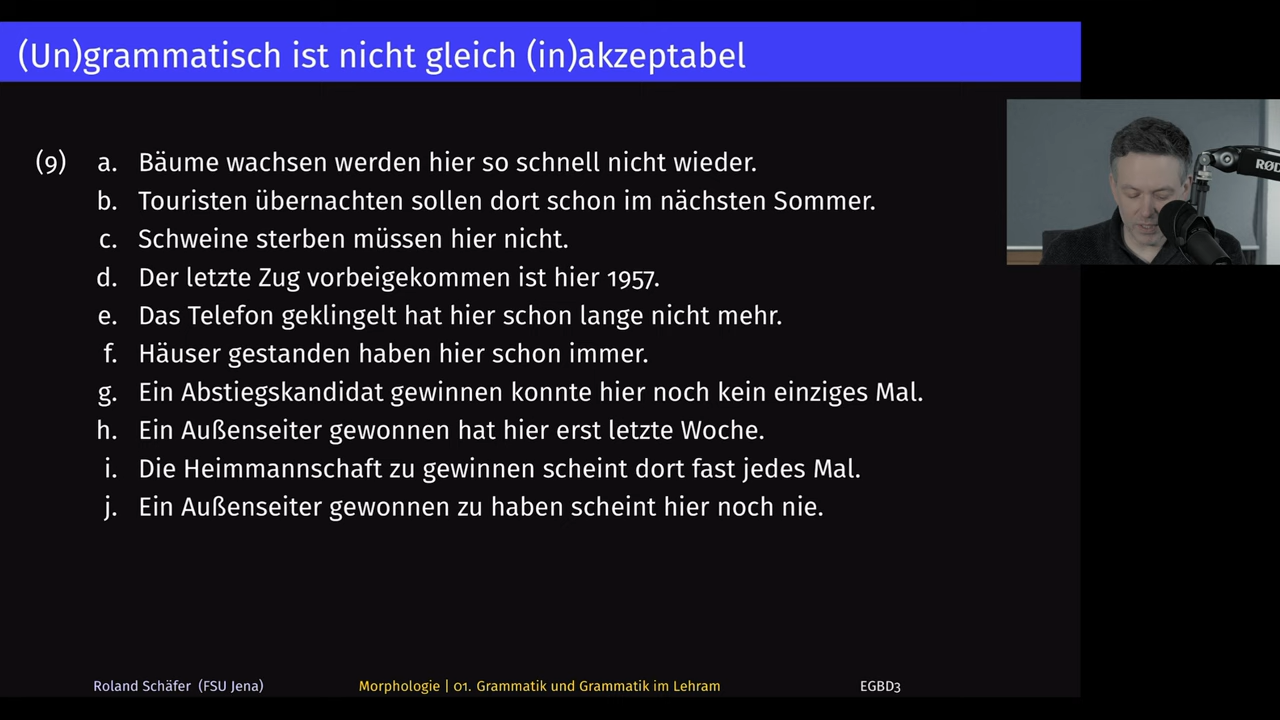 (Un)grammatisch ist nicht gleich (in)akzeptabel
(9) a. Bäume wachsen werden hier so schnell nicht wieder.
b. Touristen übernachten sollen dort schon im nächsten Sommer.
c. Schweine sterben müssen hier nicht.
d. Der letzte Zug vorbeigekommen ist hier 1957.
e. Das Telefon geklingelt hat hier schon lange nicht mehr.
f. Häuser gestanden haben hier schon immer.
g. Ein Abstiegskandidat gewinnen konnte hier noch kein einziges Mal.
h. Ein Außenseiter gewonnen hat hier erst letzte Woche.
i. Die Heimmannschaft zu gewinnen scheint dort fast jedes Mal.
j. Ein Außenseiter gewonnen zu haben scheint hier noch nie.
Roland Schäfer (FSU Jena) Morphologie | 01. Grammatik und Grammatik im Lehramt EGBD3